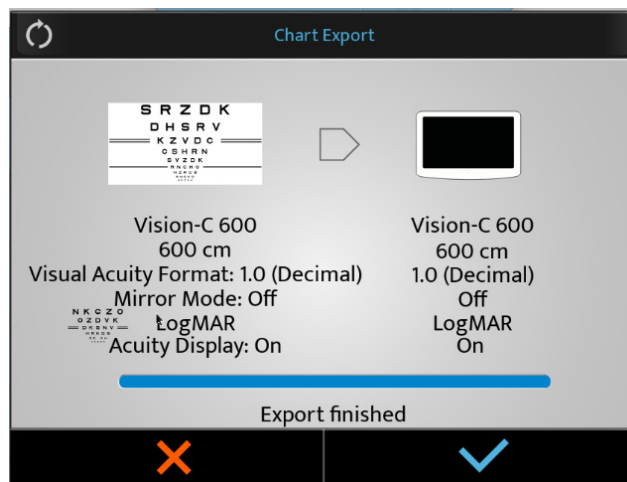 Chart Export
S R Z D K
D H S R V
K Z V D C
C S H R N
S V Z D K
Vision-C 600
600 cm
Visual Acuity Format: 1.0 (Decimal)
Mirror Mode: Off
LogMAR
Acuity Display: On
Vision-C 600
600 cm
1.0 (Decimal)
Off
LogMAR
On
N K C Z O
O Z D V K
Export finished